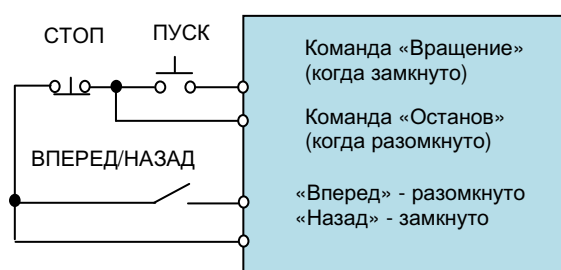 СТОП
ПУСК
Команда «Вращение»
(когда замкнуто)
Команда «Останов»
(когда разомкнуто)
ВПЕРЕД/НАЗАД
«Вперед» - разомкнуто
«Назад» - замкнуто